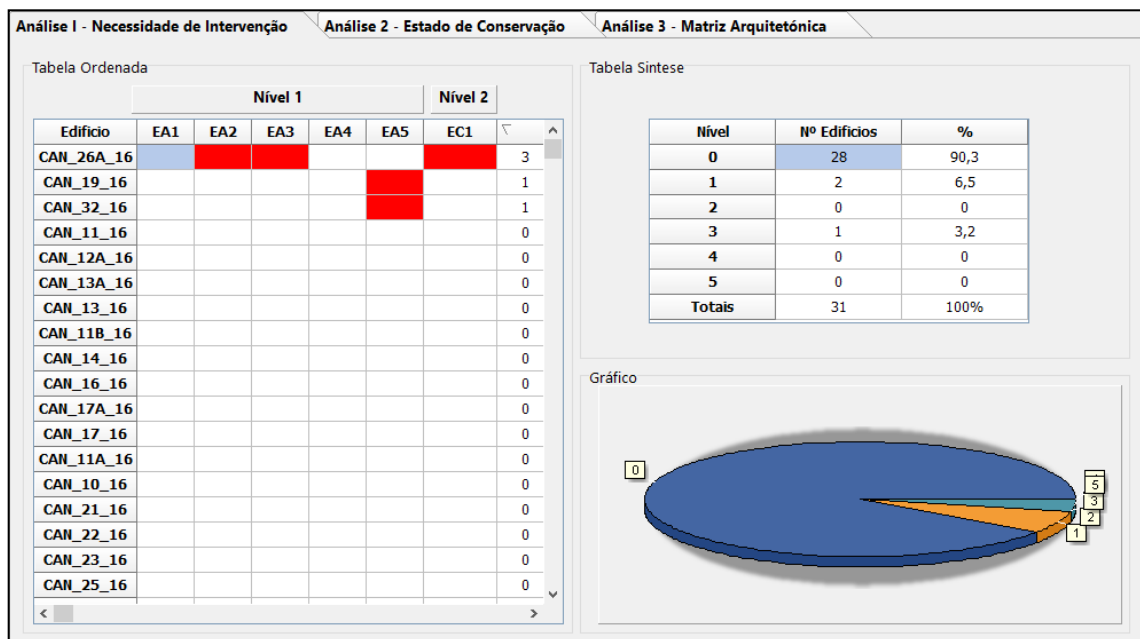 Análise I - Necessidade de Intervenção Análise 2 - Estado de Conservação Análise 3 - Matriz Arquitetónica
Tabela Ordenada
Nível 1 Nível 2
Edificio EA1 EA2 EA3 EA4 EA5 EC1
CAN_26A_16 3
CAN_19_16 1
CAN_32_16 1
CAN_11_16 0
CAN_12A_16 0
CAN_13A_16 0
CAN_13_16 0
CAN_11B_16 0
CAN_14_16 0
CAN_16_16 0
CAN_17A_16 0
CAN_17_16 0
CAN_11A_16 0
CAN_10_16 0
CAN_21_16 0
CAN_22_16 0
CAN_23_16 0
CAN_25_16 0
Tabela Sintese
Nível Nº Edificios %
0 28 90,3
1 2 6,5
2 0 0
3 1 3,2
4 0 0
5 0 0
Totais 31 100%
Gráfico
0
5
3
2
1